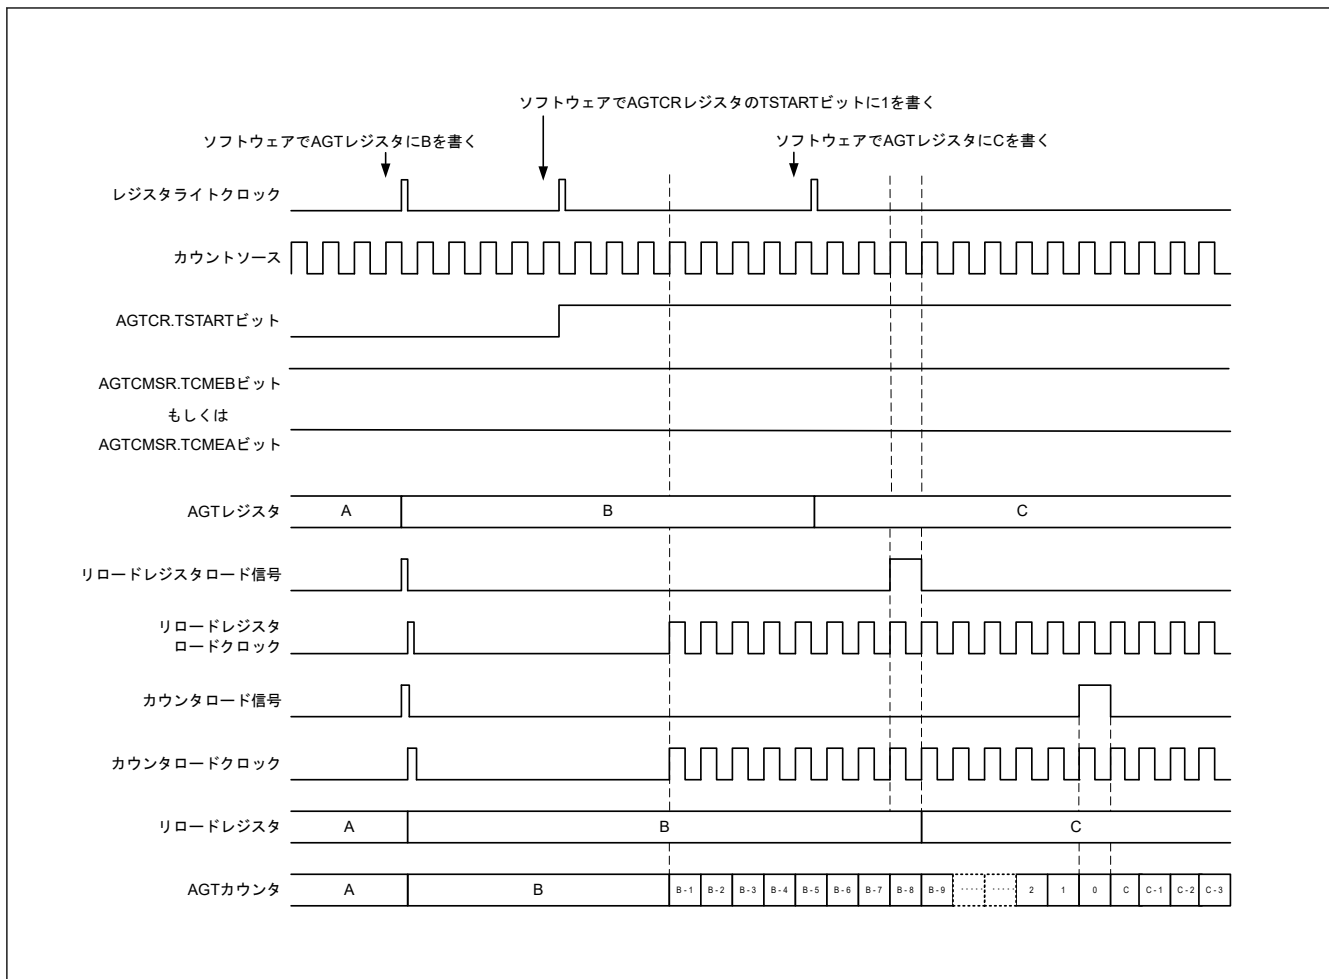 ソフトウェアでAGTCRレジスタのTSTARTビットに1を書く
ソフトウェアでAGTレジスタにBを書く
ソフトウェアでAGTレジスタにCを書く
レジスタライトクロック
カウントソース
AGTCR.TSTARTビット
AGTCMSR.TCMEBビット
もしくは
AGTCMSR.TCMEAビット
AGTレジスタ
A
B
C
リロードレジスタロード信号
リロードレジスタ
ロードクロック
カウンタロード信号
カウンタロードクロック
リロードレジスタ
A
B
C
AGTカウンタ
A
B
B-1
B-2
B-3
B-4
B-5
B-6
B-7
B-8
B-9
.....
.....
2
1
0
C
C-1
C-2
C-3